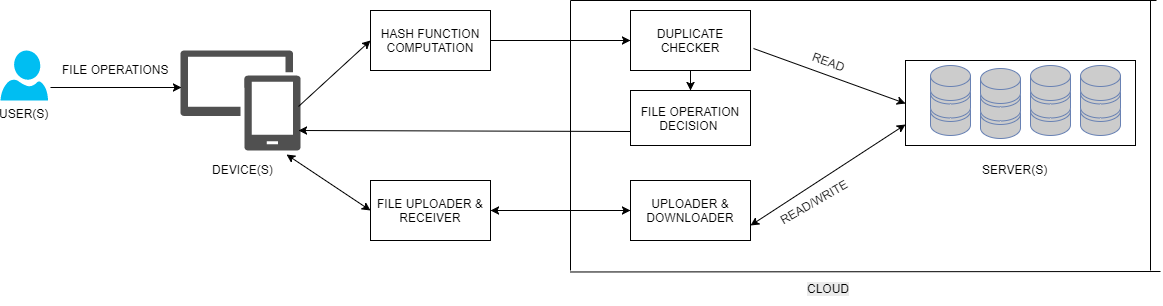 HASH FUNCTION
COMPUTATION
DUPLICATE
CHECKER
READ
FILE OPERATIONS
USER(S)
FILE OPERATION
DECISION
DEVICE(S)
SERVER(S)
FILE UPLOADER &
RECEIVER
UPLOADER &
DOWNLOADER
READ/WRITE
CLOUD